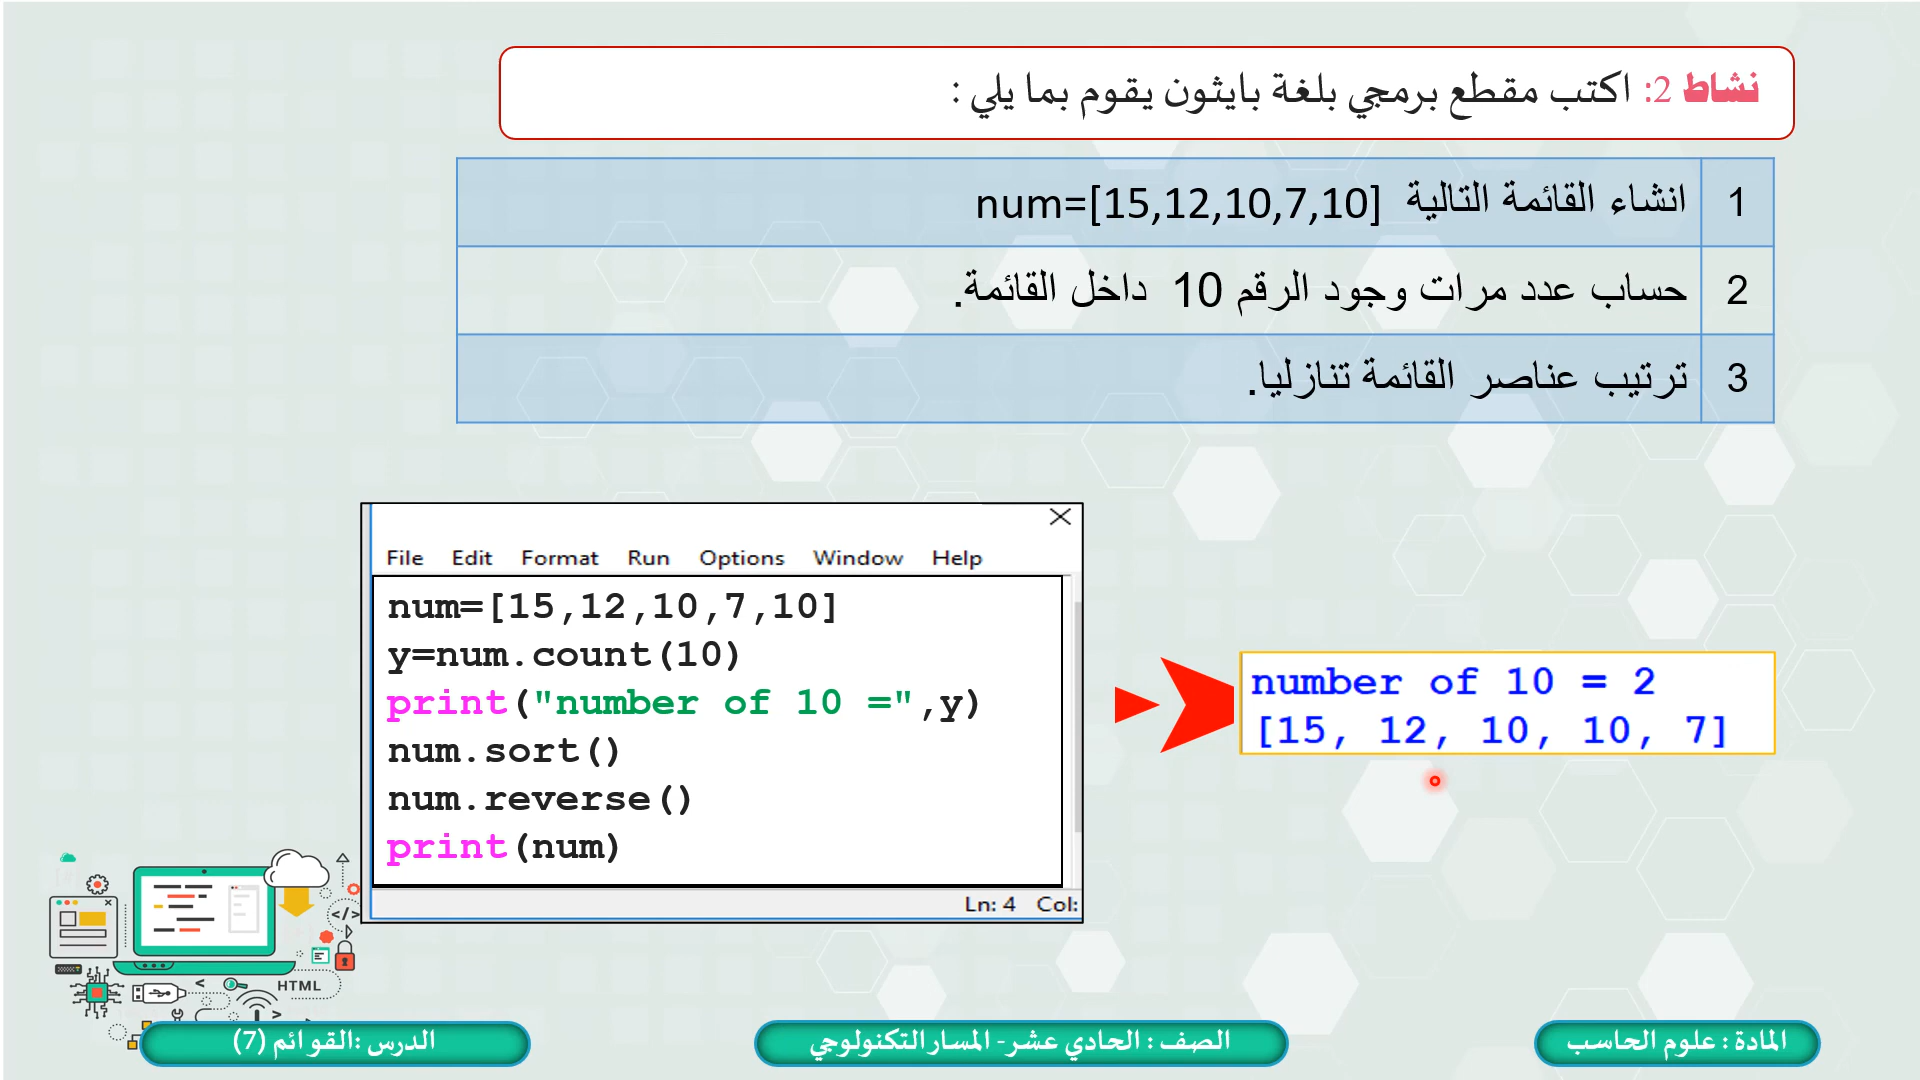 نشاط 2: اكتب مقطع برمجي بلغة بايثون يقوم بما يلي :
1 انشاء القائمة التالية num=[15,12,10,7,10]
2 حساب عدد مرات وجود الرقم 10 داخل القائمة.
3 ترتيب عناصر القائمة تنازليا.
File Edit Format Run Options Window Help
num=[15,12,10,7,10]
y=num.count(10)
print("number of 10 =",y)
num.sort()
num.reverse()
print(num)
Ln: 4 Col:
number of 10 = 2
[15, 12, 10, 10, 7]
</>
HTML
المادة : علوم الحاسب
الصف : الحادي عشر- المسار التكنولوجي
الدرس :القوائم (7)